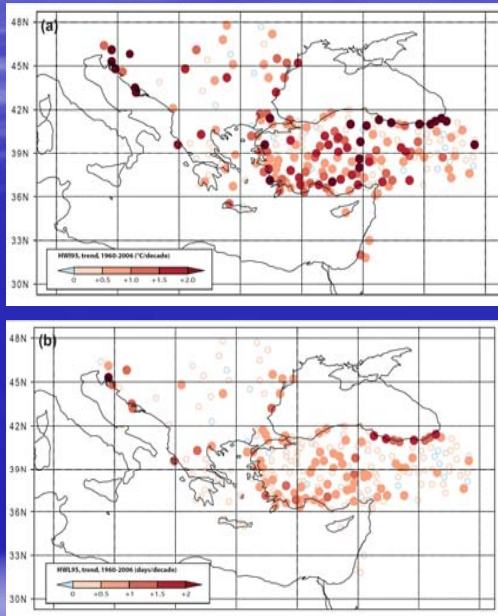 (a)
48N
45N
42N
39N
36N
33N
30N
HWI95, trend, 1960-2006 (°C/decade)
0 +0.5 +1.0 +1.5 +2.0
(b)
48N
45N
42N
39N
36N
33N
30N
HWL95, trend, 1960-2006 (days/decade)
0 +0.5 +1 +1.5 +2